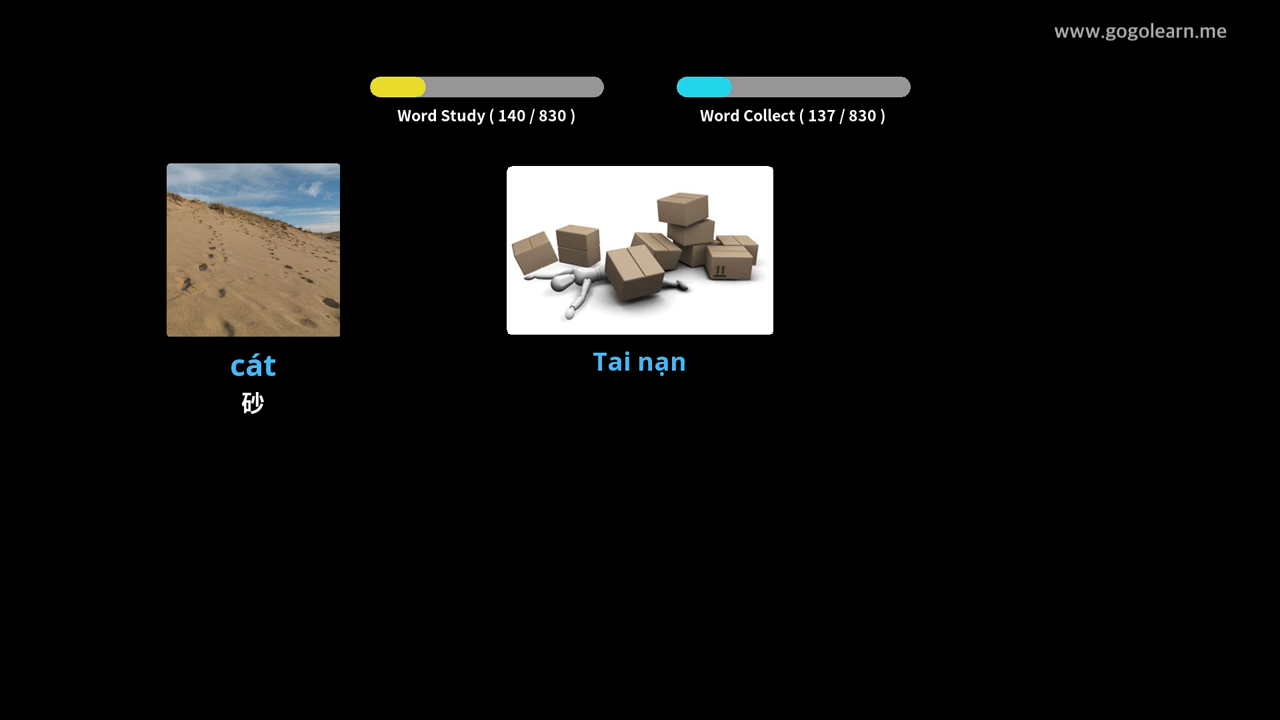 www.gogolearn.me
Word Study ( 140 / 830 )
Word Collect ( 137 / 830 )
cát
砂
Tai nạn